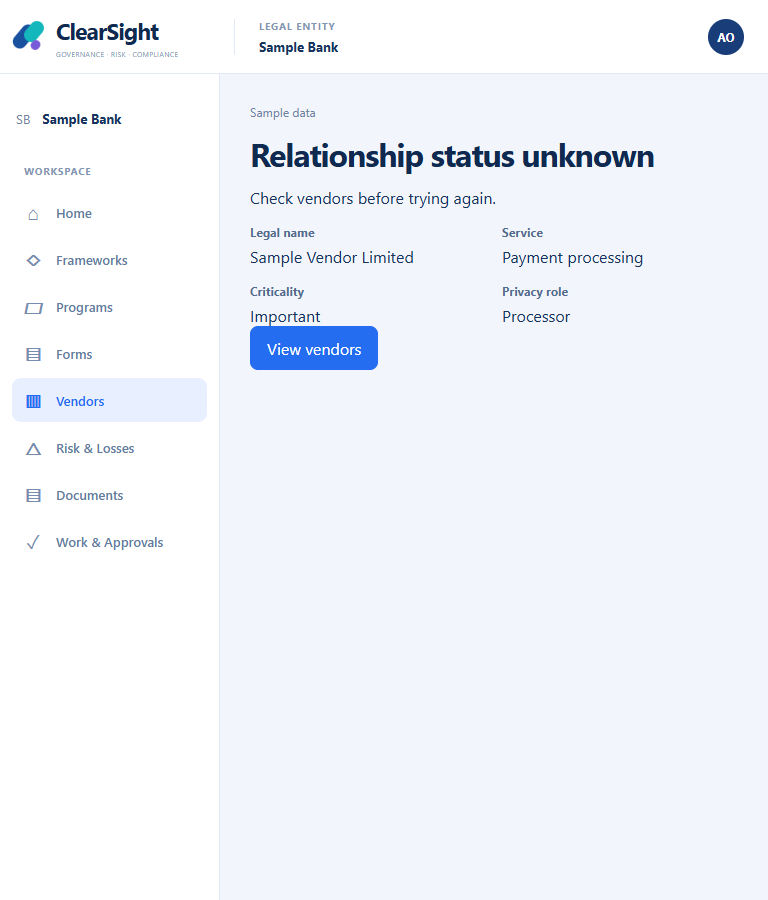 ClearSight
GOVERNANCE · RISK · COMPLIANCE
LEGAL ENTITY
Sample Bank
AO
SB Sample Bank
WORKSPACE
Home
Frameworks
Programs
Forms
Vendors
Risk & Losses
Documents
Work & Approvals
Sample data
Relationship status unknown
Check vendors before trying again.
Legal name
Sample Vendor Limited
Service
Payment processing
Criticality
Important
Privacy role
Processor
View vendors